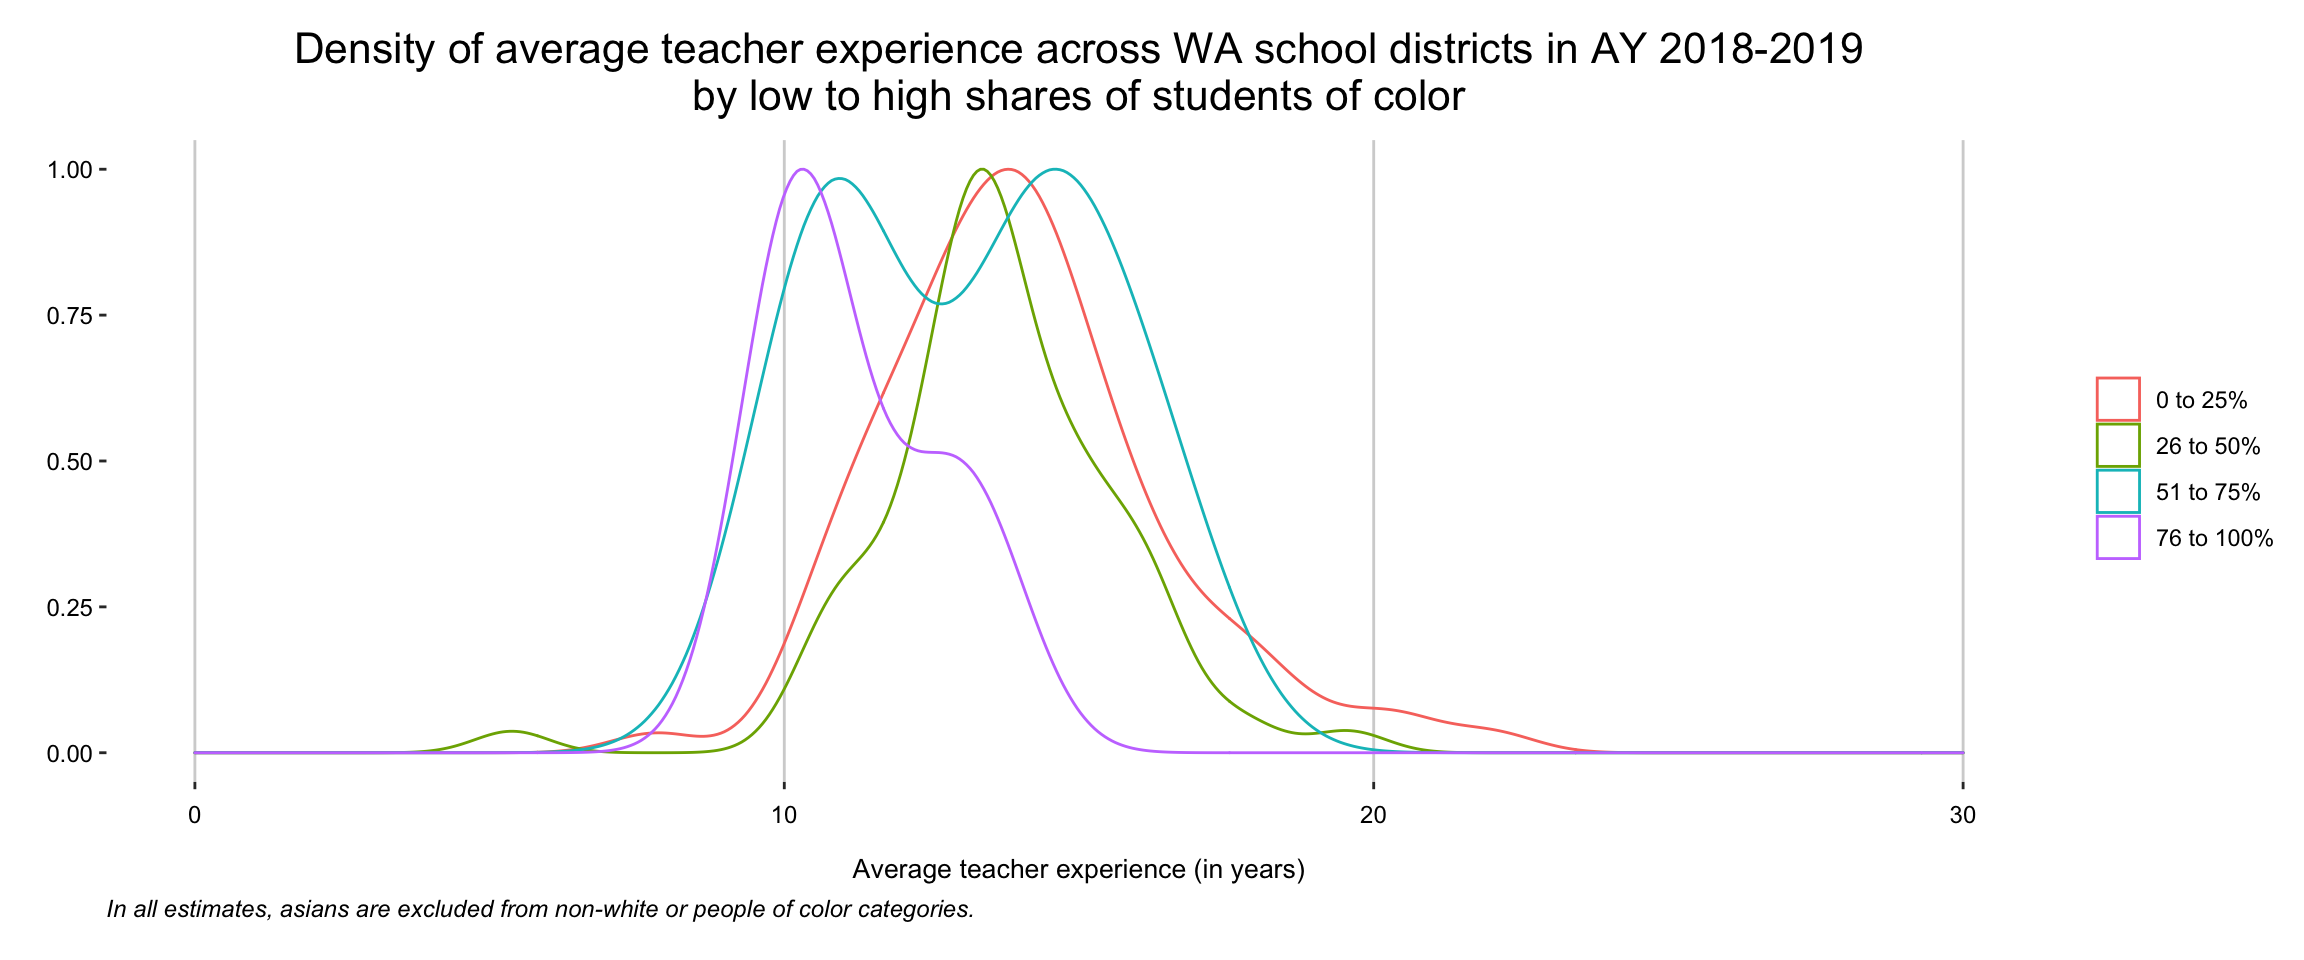 Density of average teacher experience across WA school districts in AY 2018-2019
by low to high shares of students of color
1.00
0.75
0.50
0.25
0.00
0 to 25%
26 to 50%
51 to 75%
76 to 100%
0
10
20
30
Average teacher experience (in years)
In all estimates, asians are excluded from non-white or people of color categories.